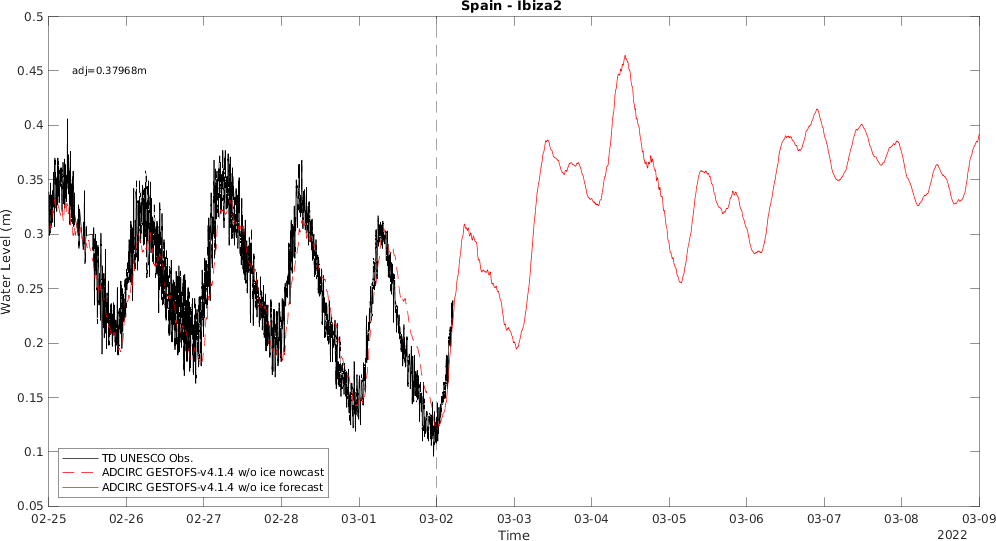 Spain - Ibiza2
0.5
0.45
0.4
0.35
0.3
0.25
0.2
0.15
0.1
0.05
Water Level (m)
adj=0.37968m
TD UNESCO Obs.
ADCIRC GESTOFS-v4.1.4 w/o ice nowcast
ADCIRC GESTOFS-v4.1.4 w/o ice forecast
02-25 02-26 02-27 02-28 03-01 03-02 03-03 03-04 03-05 03-06 03-07 03-08 03-09
Time
2022